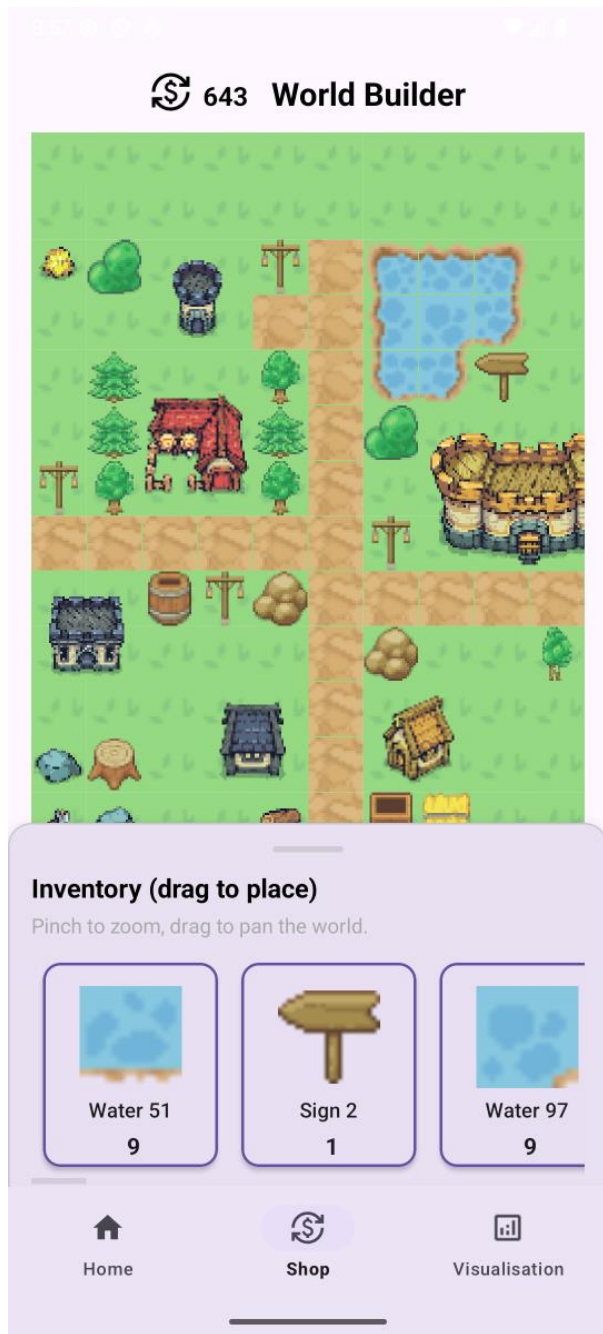 643 World Builder
Inventory (drag to place)
Pinch to zoom, drag to pan the world.
Water 51
9
Sign 2
1
Water 97
9
Home
Shop
Visualisation